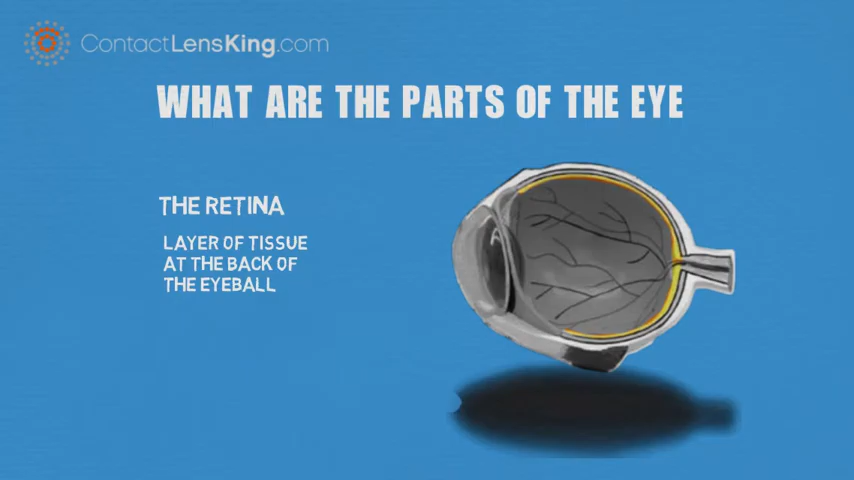 ContactLensKing.com
WHAT ARE THE PARTS OF THE EYE
THE RETINA
LAYER OF TISSUE
AT THE BACK OF
THE EYEBALL